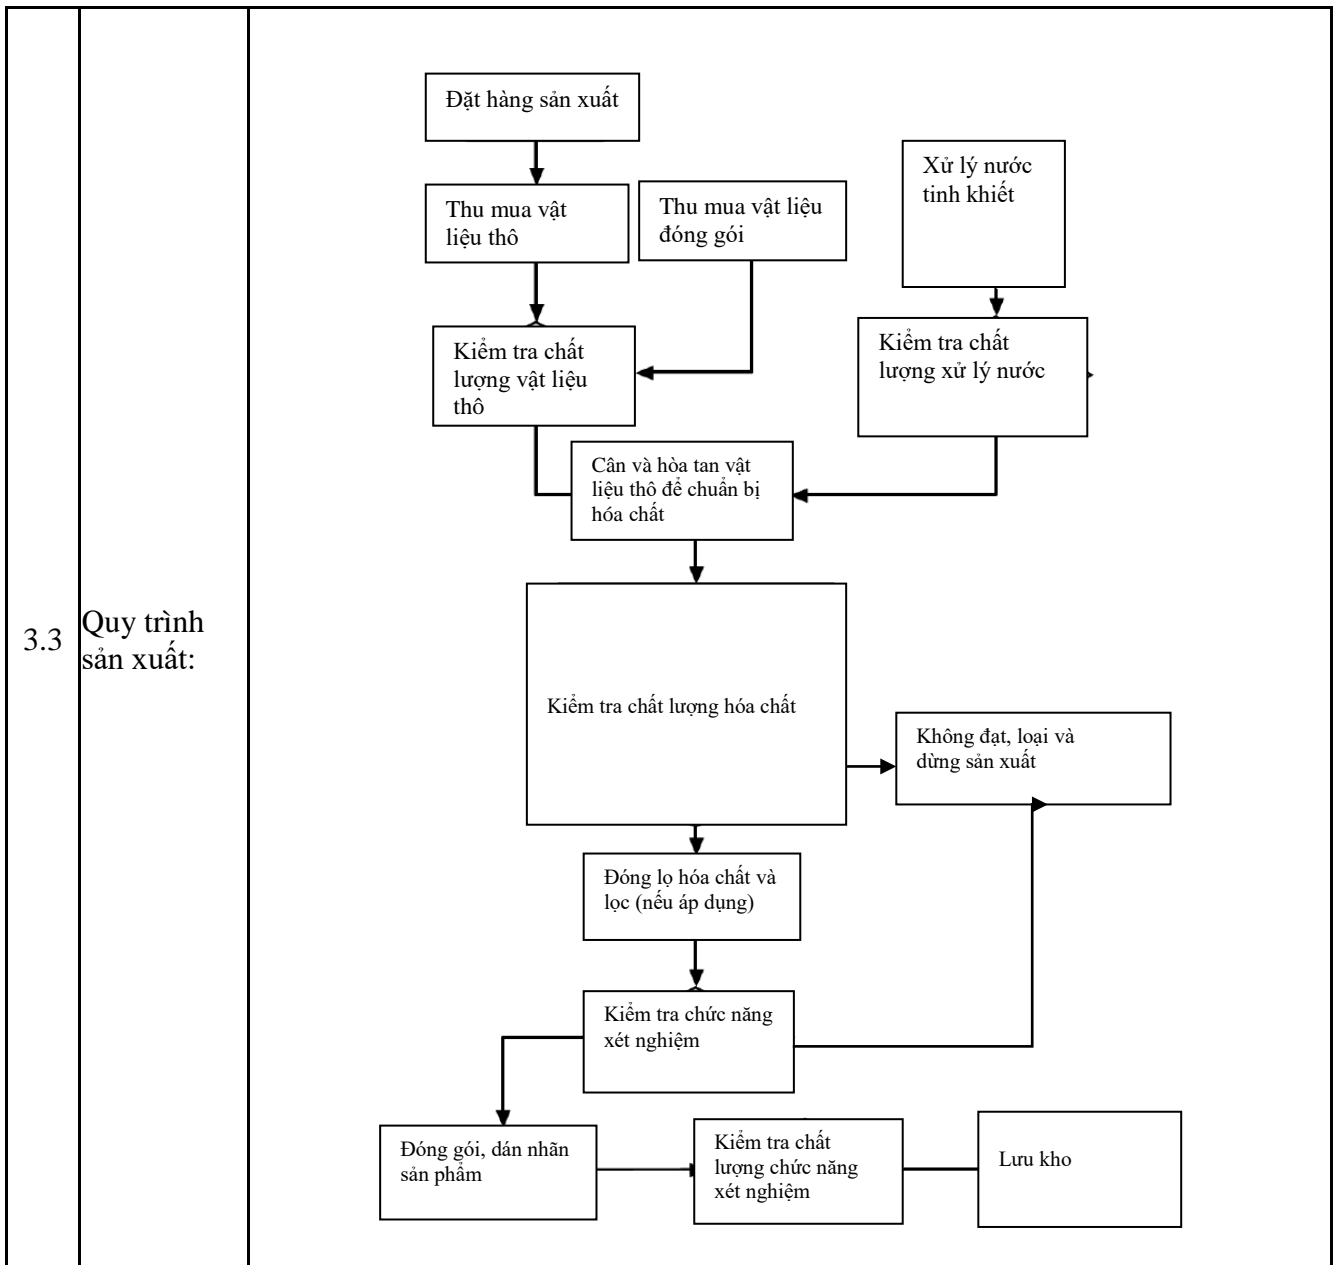 3.3
Quy trình
sản xuất:
Đặt hàng sản xuất
Thu mua vật
liệu thô
Thu mua vật liệu
đóng gói
Xử lý nước
tinh khiết
Kiểm tra chất
lượng vật liệu
thô
Kiểm tra chất
lượng xử lý nước
Cân và hòa tan vật
liệu thô để chuẩn bị
hóa chất
Kiểm tra chất lượng hóa chất
Không đạt, loại và
dừng sản xuất
Đóng lọ hóa chất và
lọc (nếu áp dụng)
Kiểm tra chức năng
xét nghiệm
Đóng gói, dán nhãn
sản phẩm
Kiểm tra chất
lượng chức năng
xét nghiệm
Lưu kho